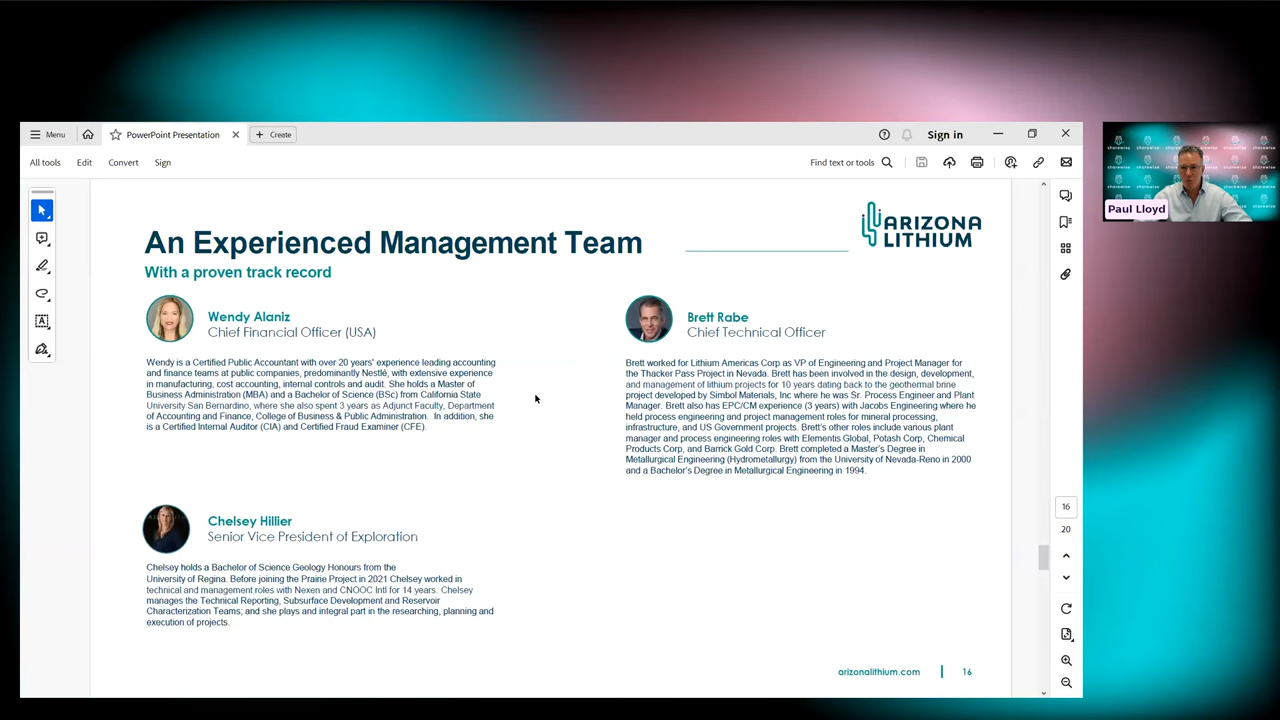 Menu
PowerPoint Presentation
Create
Sign in
All tools
Edit
Convert
Sign
Find text or tools
An Experienced Management Team
With a proven track record
ARIZONA
LITHIUM
Wendy Alaniz
Chief Financial Officer (USA)
Wendy is a Certified Public Accountant with over 20 years' experience leading accounting
and finance teams at public companies, predominantly Nestlé, with extensive experience
in manufacturing, cost accounting, internal controls and audit. She holds a Master of
Business Administration (MBA) and a Bachelor of Science (BSc) from California State
University San Bernardino, where she also spent 3 years as Adjunct Faculty, Department
of Accounting and Finance, College of Business & Public Administration. In addition, she
is a Certified Internal Auditor (CIA) and Certified Fraud Examiner (CFE).
Brett Rabe
Chief Technical Officer
Brett worked for Lithium Americas Corp as VP of Engineering and Project Manager for
the Thacker Pass Project in Nevada. Brett has been involved in the design, development,
and management of lithium projects for 10 years dating back to the geothermal brine
project developed by Simbol Materials, Inc where he was Sr. Process Engineer and Plant
Manager. Brett also has EPC/CM experience (3 years) with Jacobs Engineering where he
held process engineering and project management roles for mineral processing,
infrastructure, and US Government projects. Brett's other roles include various plant
manager and process engineering roles with Elementis Global, Potash Corp, Chemical
Products Corp, and Barrick Gold Corp. Brett completed a Master's Degree in
Metallurgical Engineering (Hydrometallurgy) from the University of Nevada-Reno in 2000
and a Bachelor's Degree in Metallurgical Engineering in 1994.
Chelsey Hillier
Senior Vice President of Exploration
Chelsey holds a Bachelor of Science Geology Honours from the
University of Regina. Before joining the Prairie Project in 2021 Chelsey worked in
technical and management roles with Nexen and CNOOC Intl for 14 years. Chelsey
manages the Technical Reporting, Subsurface Development and Reservoir
Characterization Teams; and she plays and integral part in the researching, planning and
execution of projects.
arizonalithium.com
16
16
20
Paul Lloyd
sharewise